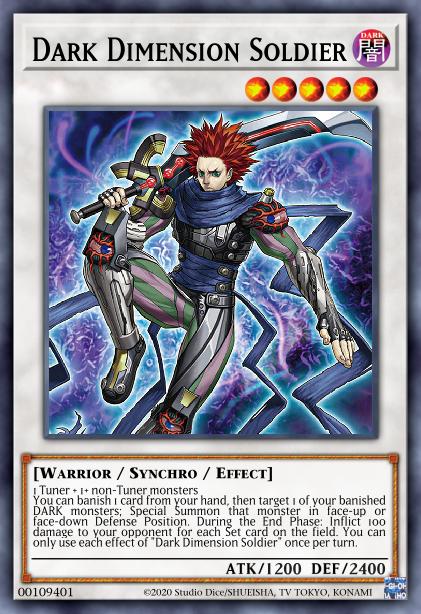 DARK DIMENSION SOLDIER
DARK
闇
[WARRIOR / SYNCHRO / EFFECT]
1 Tuner + 1+ non-Tuner monsters
You can banish 1 card from your hand, then target 1 of your banished
DARK monsters; Special Summon that monster in face-up or
face-down Defense Position. During the End Phase: Inflict 100
damage to your opponent for each Set card on the field. You can
only use each effect of "Dark Dimension Soldier" once per turn.
ATK/1200 DEF/2400
00109401
©2020 Studio Dice/SHUEISHA, TV TOKYO, KONAMI